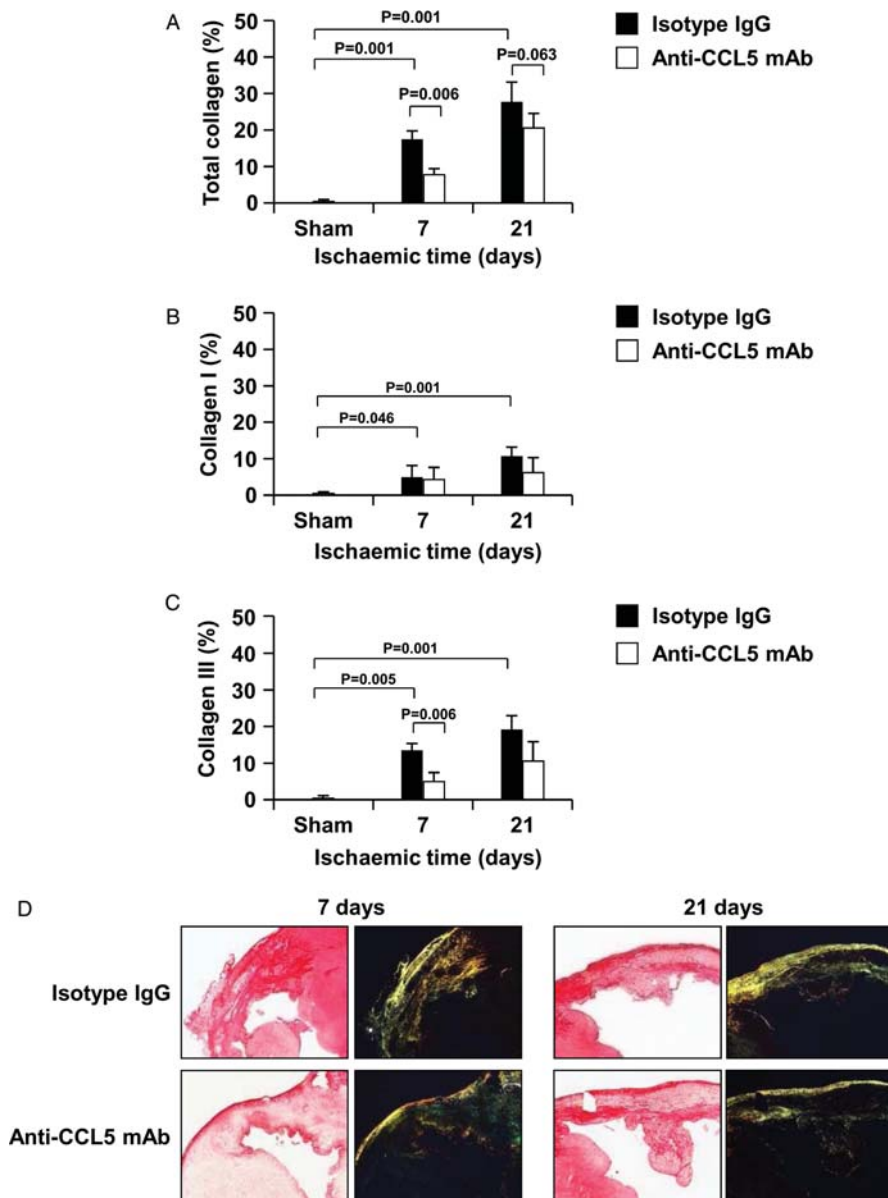 A
Total collagen (%)
50
40
30
20
10
0
P=0.001
P=0.001
P=0.006
P=0.063
Isotype IgG
Anti-CCL5 mAb
Sham 7 21
Ischaemic time (days)
B
Collagen I (%)
50
40
30
20
10
0
P=0.001
P=0.046
Isotype IgG
Anti-CCL5 mAb
Sham 7 21
Ischaemic time (days)
C
Collagen III (%)
50
40
30
20
10
0
P=0.001
P=0.005
P=0.006
Isotype IgG
Anti-CCL5 mAb
Sham 7 21
Ischaemic time (days)
D
7 days 21 days
Isotype IgG
Anti-CCL5 mAb